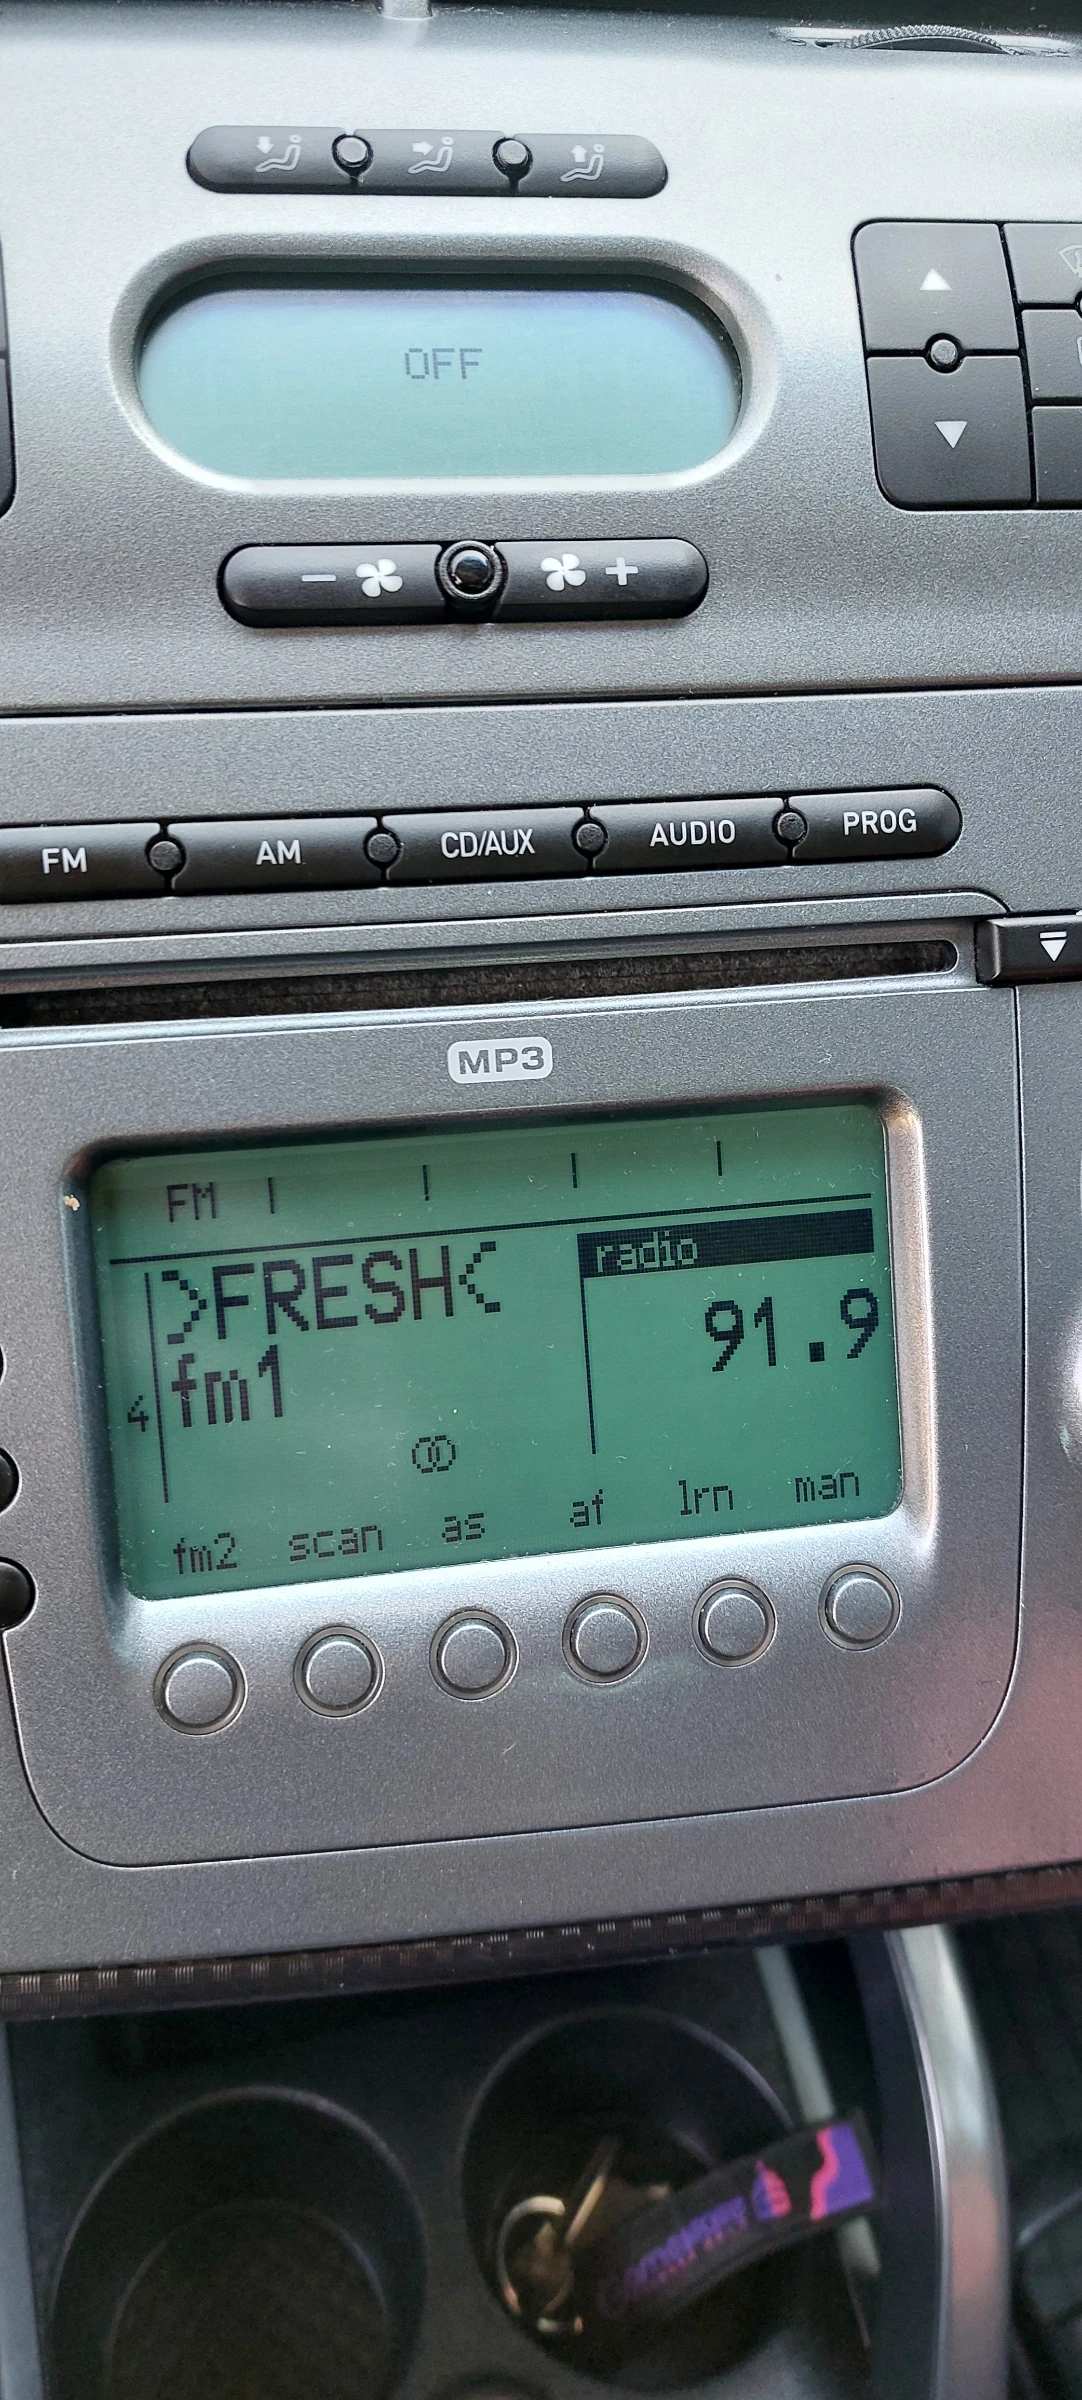 OFF
− +
FM AM CD/AUX AUDIO PROG
MP3
FM
radio
>FRESH< 91.9
4 fm1
fm2 scan as af lrn man